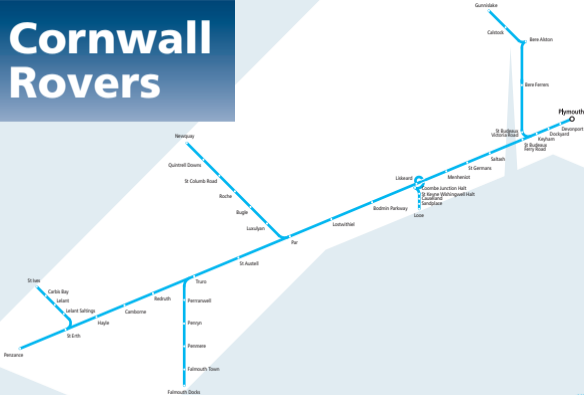 Cornwall
Rovers
Gunnislake
Calstock
Bere Alston
Bere Ferrers
Plymouth
Devonport
Dockyard
Keyham
St Budeaux
Victoria Road
St Budeaux
Ferry Road
Saltash
St Germans
Menheniot
Liskeard
Coombe Junction Halt
St Keyne Wishingwell Halt
Causeland
Sandplace
Looe
Bodmin Parkway
Lostwithiel
Newquay
Quintrell Downs
St Columb Road
Roche
Bugle
Luxulyan
Par
St Austell
Truro
Perranwell
Penryn
Penmere
Falmouth Town
Falmouth Docks
Redruth
Camborne
Hayle
St Ives
Carbis Bay
Lelant
Lelant Saltings
St Erth
Penzance